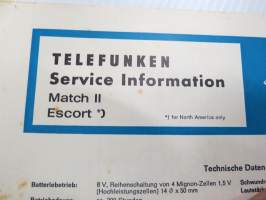 TELEFUNKEN
Service Information
Match II
Escort *)
*) for North America only
Technische Daten
Batteriebetrieb: 6 V, Reihenschaltung von 4 Mignon-Zellen 1,5 V
(Hochleistungszellen) 14 Ø x 50 mm